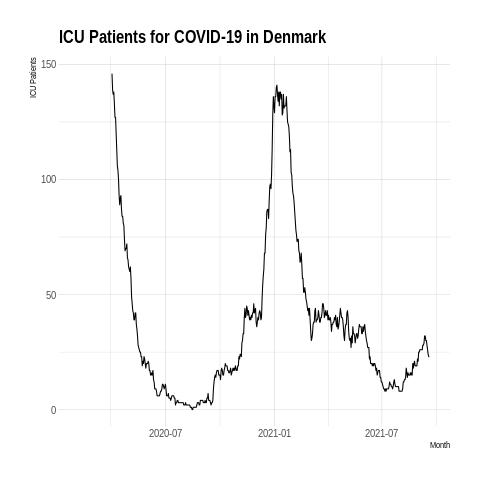 ICU Patients for COVID-19 in Denmark
ICU Patients
150
100
50
0
2020-07
2021-01
2021-07
Month